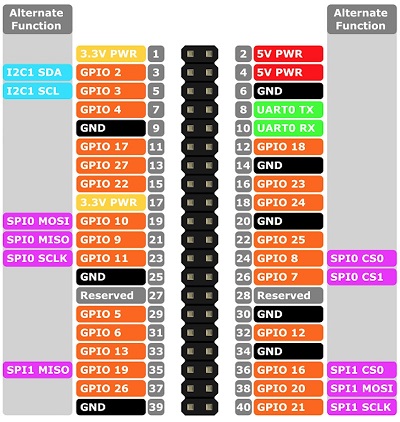 Alternate Function Alternate Function
3.3V PWR 1 2 5V PWR
I2C1 SDA GPIO 2 3 4 5V PWR
I2C1 SCL GPIO 3 5 6 GND
GPIO 4 7 8 UART0 TX
GND 9 10 UART0 RX
GPIO 17 11 12 GPIO 18
GPIO 27 13 14 GND
GPIO 22 15 16 GPIO 23
3.3V PWR 17 18 GPIO 24
SPI0 MOSI GPIO 10 19 20 GND
SPI0 MISO GPIO 9 21 22 GPIO 25
SPI0 SCLK GPIO 11 23 24 GPIO 8 SPI0 CS0
GND 25 26 GPIO 7 SPI0 CS1
Reserved 27 28 Reserved
GPIO 5 29 30 GND
GPIO 6 31 32 GPIO 12
GPIO 13 33 34 GND
SPI1 MISO GPIO 19 35 36 GPIO 16 SPI1 CS0
GPIO 26 37 38 GPIO 20 SPI1 MOSI
GND 39 40 GPIO 21 SPI1 SCLK